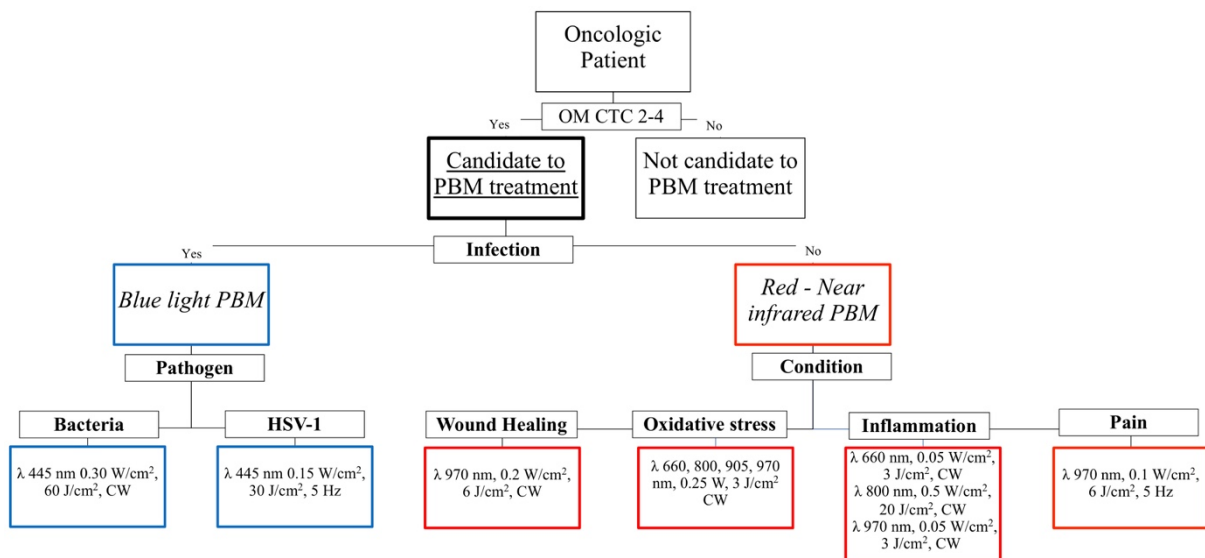 Oncologic
Patient
OM CTC 2-4
Yes
No
Candidate to
PBM treatment
Not candidate to
PBM treatment
Yes
Infection
No
Blue light PBM
Red - Near
infrared PBM
Pathogen
Condition
Bacteria
HSV-1
Wound Healing
Oxidative stress
Inflammation
Pain
λ 445 nm 0.30 W/cm², 
60 J/cm², CW
λ 445 nm 0.15 W/cm², 
30 J/cm², 5 Hz
λ 970 nm, 0.2 W/cm², 
6 J/cm², CW
λ 660, 800, 905, 970
nm, 0.25 W, 3 J/cm²
CW
λ 660 nm, 0.05 W/cm², 
3 J/cm², CW
λ 800 nm, 0.5 W/cm², 
20 J/cm², CW
λ 970 nm, 0.05 W/cm², 
3 J/cm², CW
λ 970 nm, 0.1 W/cm², 
6 J/cm², 5 Hz